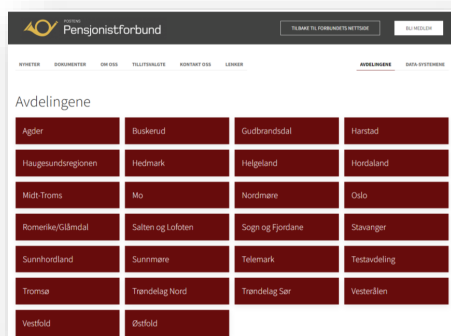 POSTENS
Pensjonistforbund
TILBAKE TIL FORBUNDETS NETTSIDE
BLI MEDLEM
NYHETER DOKUMENTER OM OSS TILLITSVALGTE KONTAKT OSS LENKER AVDELINGENE DATA-SYSTEMENE
Avdelingene
Agder Buskerud Gudbrandsdal Harstad
Haugesundsregionen Hedmark Helgeland Hordaland
Midt-Troms Mo Nordmøre Oslo
Romerike/Glåmdal Salten og Lofoten Sogn og Fjordane Stavanger
Sunnhordland Sunnmøre Telemark Testavdeling
Tromsø Trøndelag Nord Trøndelag Sør Vesterålen
Vestfold Østfold